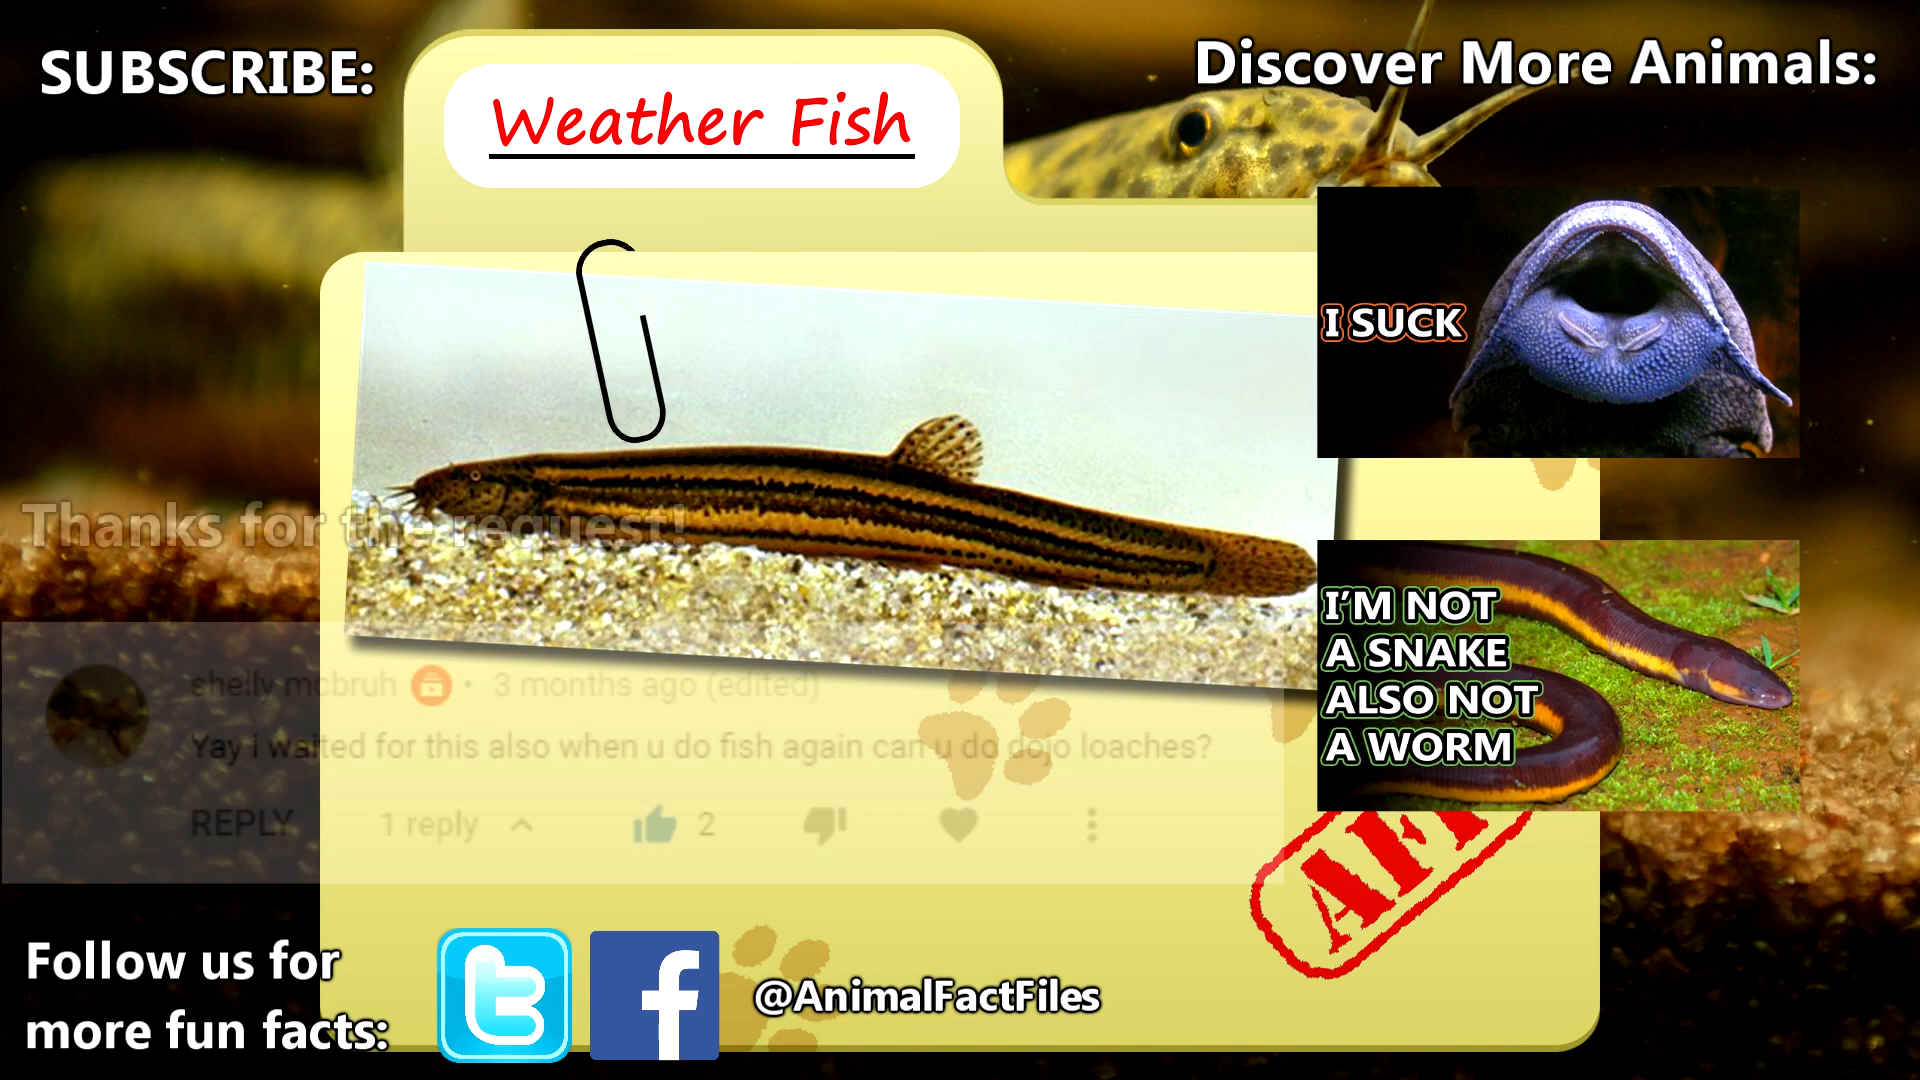 SUBSCRIBE:
Weather Fish
Discover More Animals:
I SUCK
Thanks for the request!
I'M NOT
A SNAKE
ALSO NOT
A WORM
shelly mcbruh · 3 months ago (edited)
Yay i waited for this also when u do fish again can u do dojo loaches?
REPLY 1 reply 2
Follow us for
more fun facts:
@AnimalFactFiles